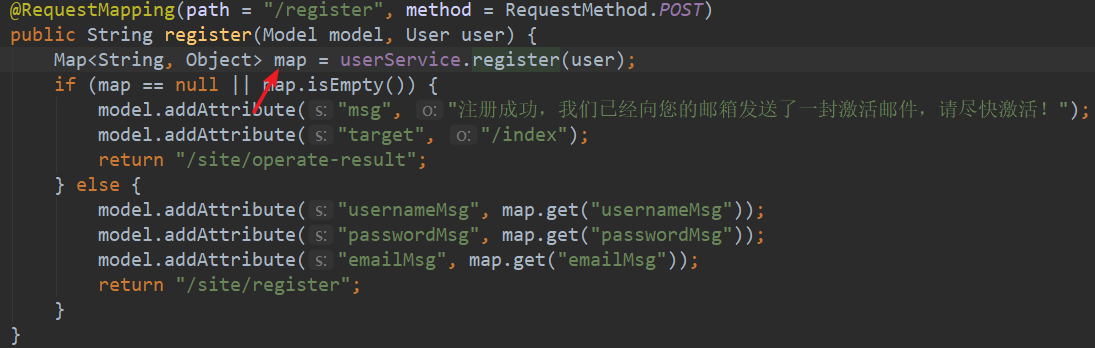 @RequestMapping(path = "/register", method = RequestMethod.POST)
public String register(Model model, User user) {
    Map<String, Object> map = userService.register(user);
    if (map == null || map.isEmpty()) {
        model.addAttribute( s: "msg", o: "注册成功，我们已经向您的邮箱发送了一封激活邮件，请尽快激活！");
        model.addAttribute( s: "target", o: "/index");
        return "/site/operate-result";
    } else {
        model.addAttribute( s: "usernameMsg", map.get("usernameMsg"));
        model.addAttribute( s: "passwordMsg", map.get("passwordMsg"));
        model.addAttribute( s: "emailMsg", map.get("emailMsg"));
        return "/site/register";
    }
}